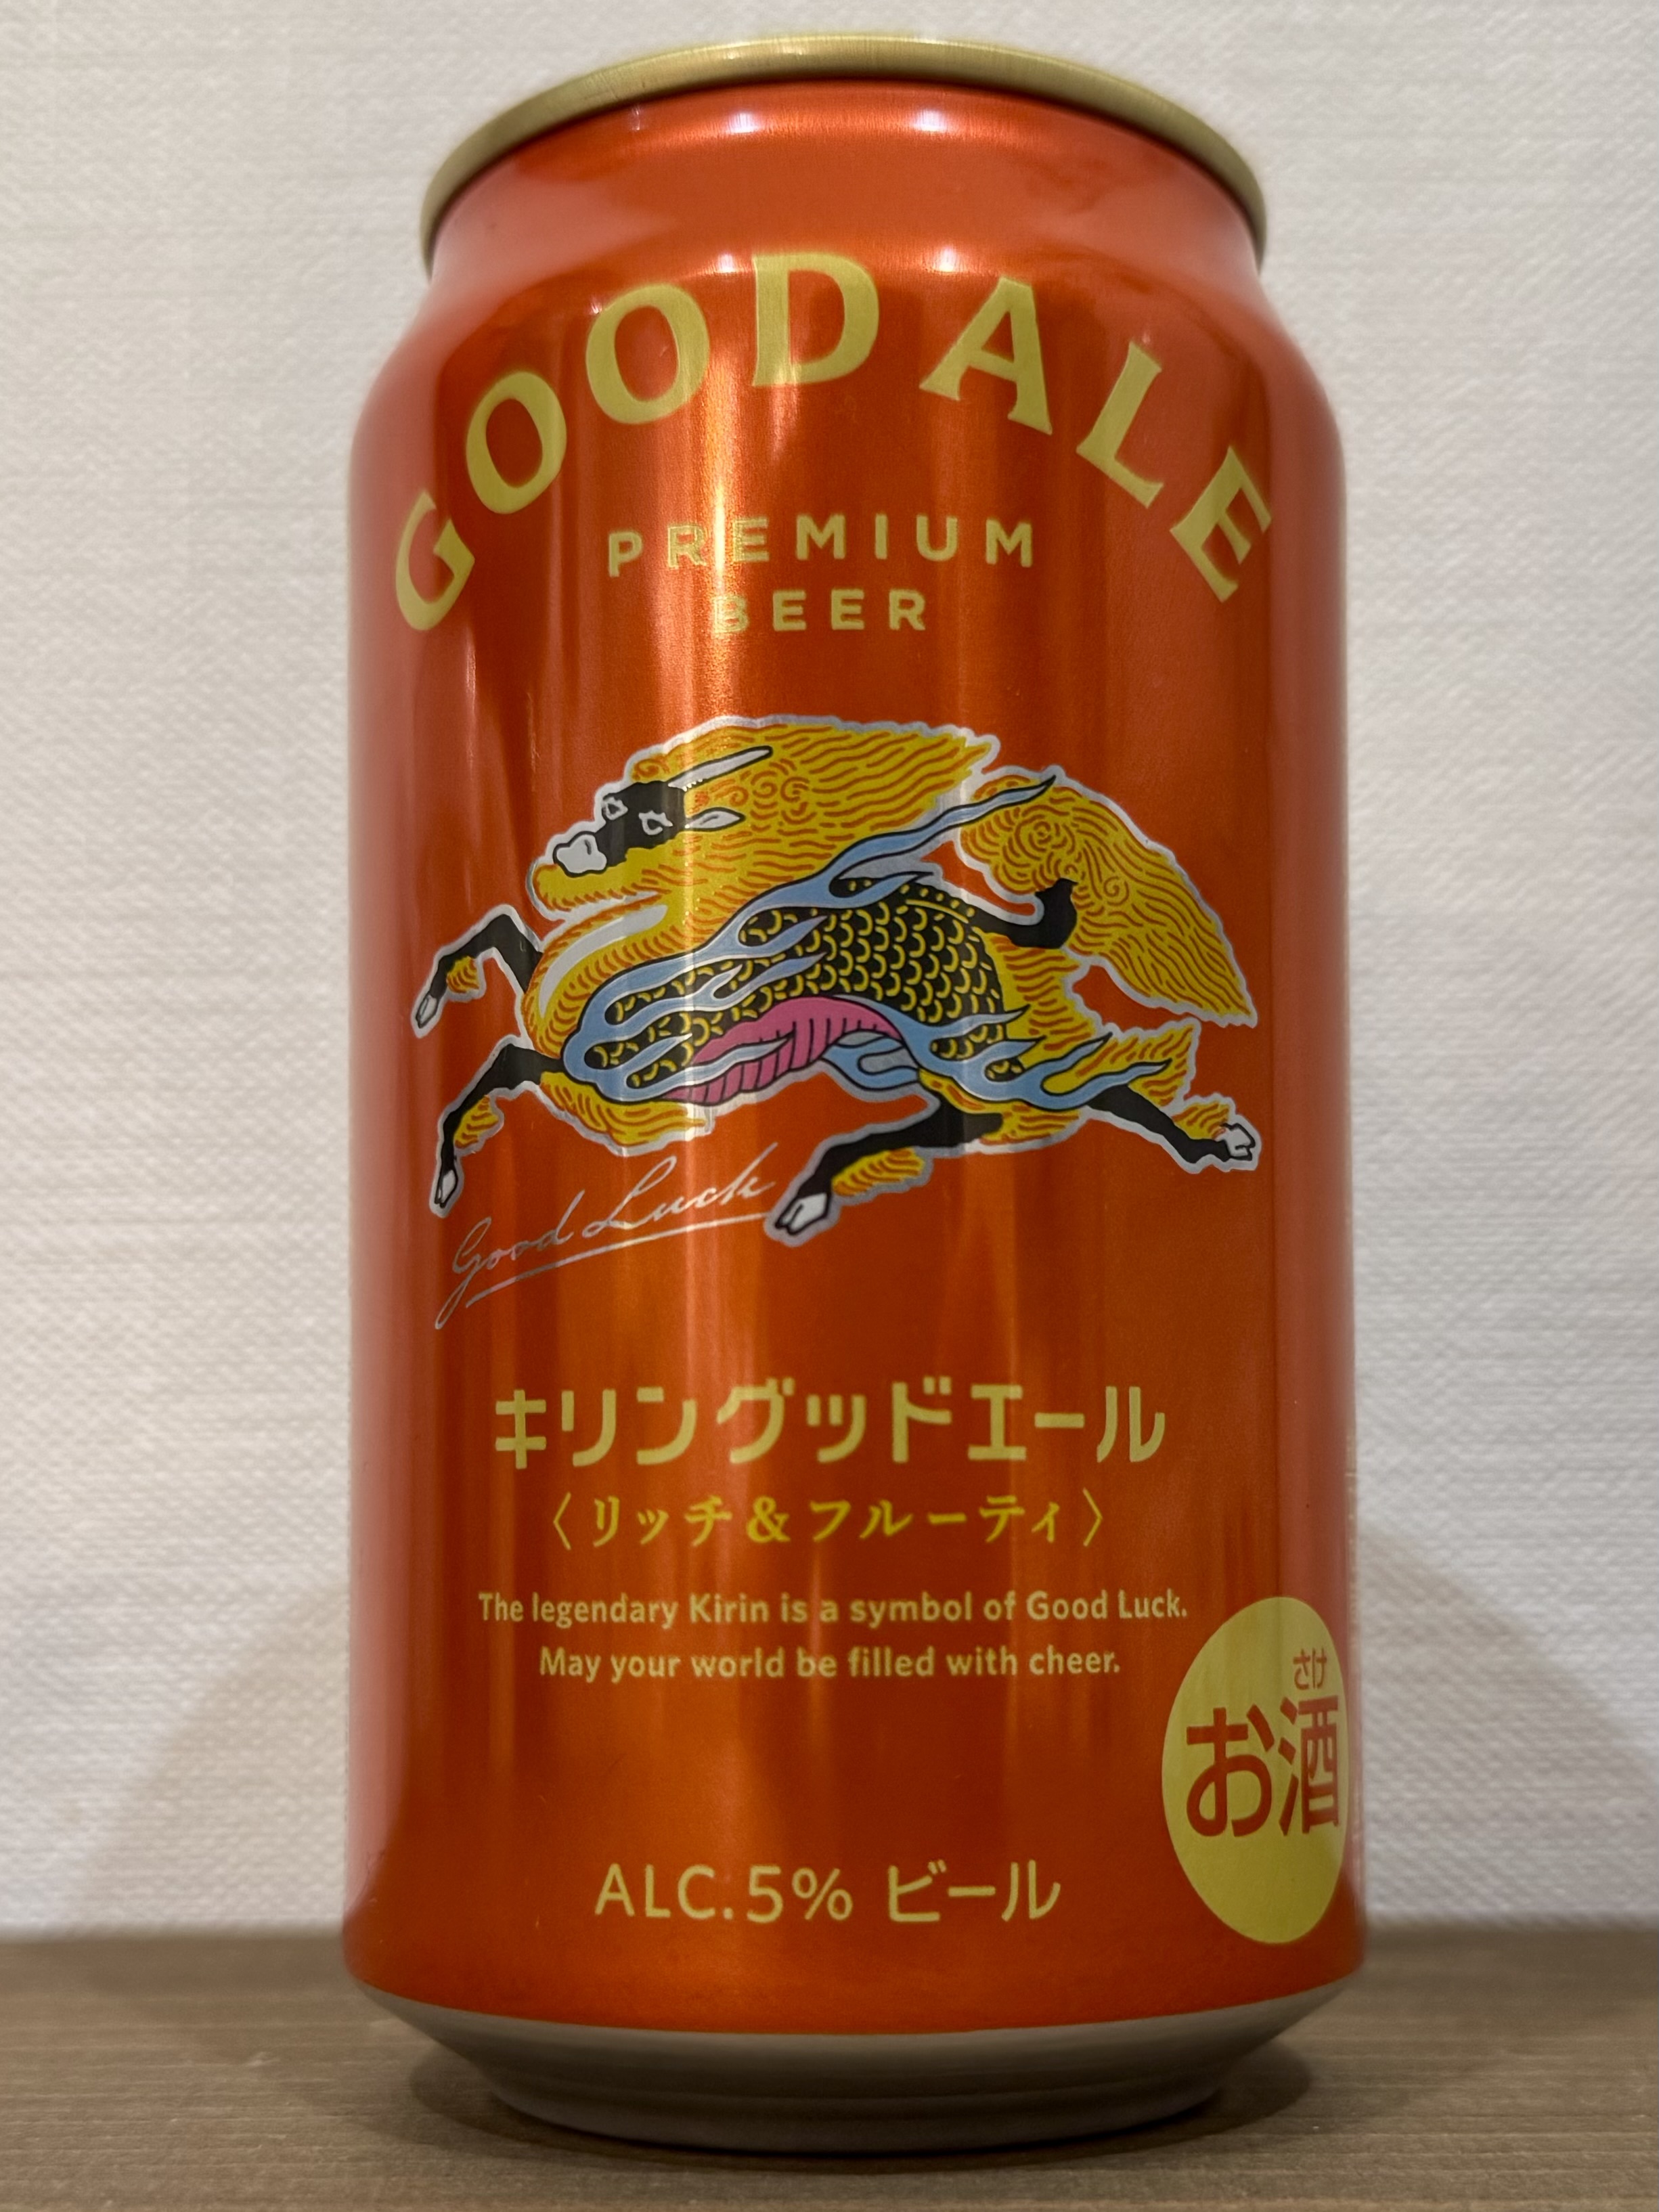 GOOD ALE
PREMIUM
BEER
Good Luck
キリングッドエール
〈リッチ&フルーティ〉
The legendary Kirin is a symbol of Good Luck.
May your world be filled with cheer.
さけ
お酒
ALC.5% ビール